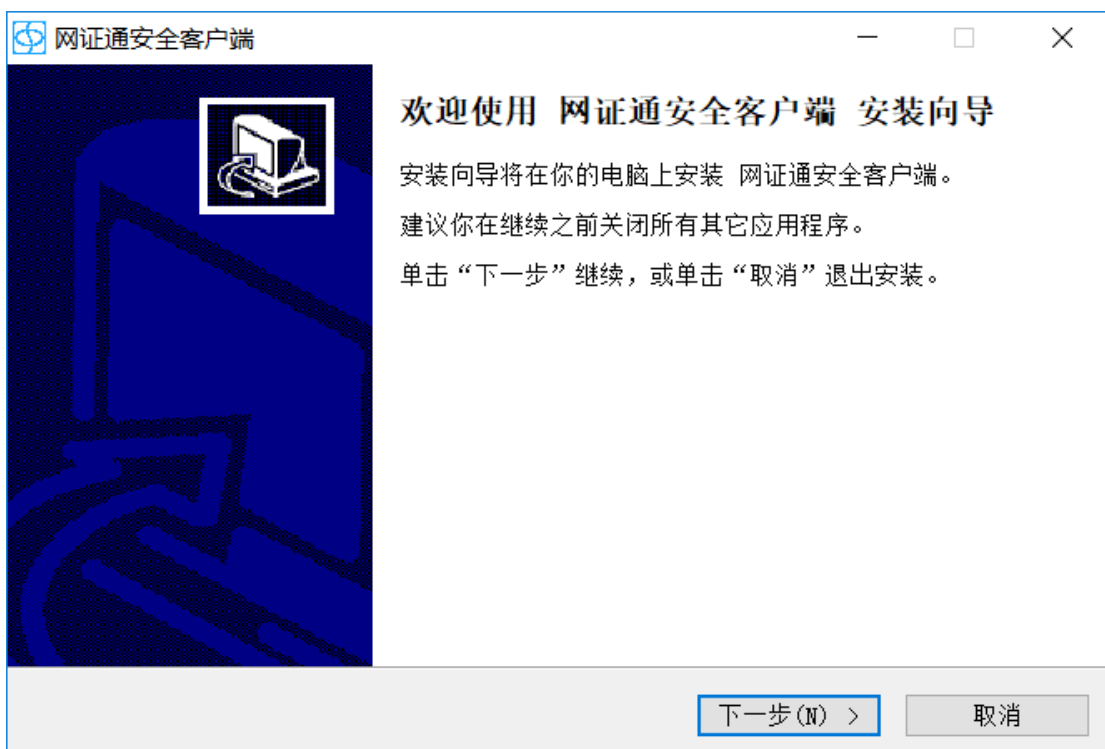 网证通安全客户端
欢迎使用 网证通安全客户端 安装向导
安装向导将在你的电脑上安装 网证通安全客户端。
建议你在继续之前关闭所有其它应用程序。
单击“下一步”继续，或单击“取消”退出安装。
下一步(N) >
取消